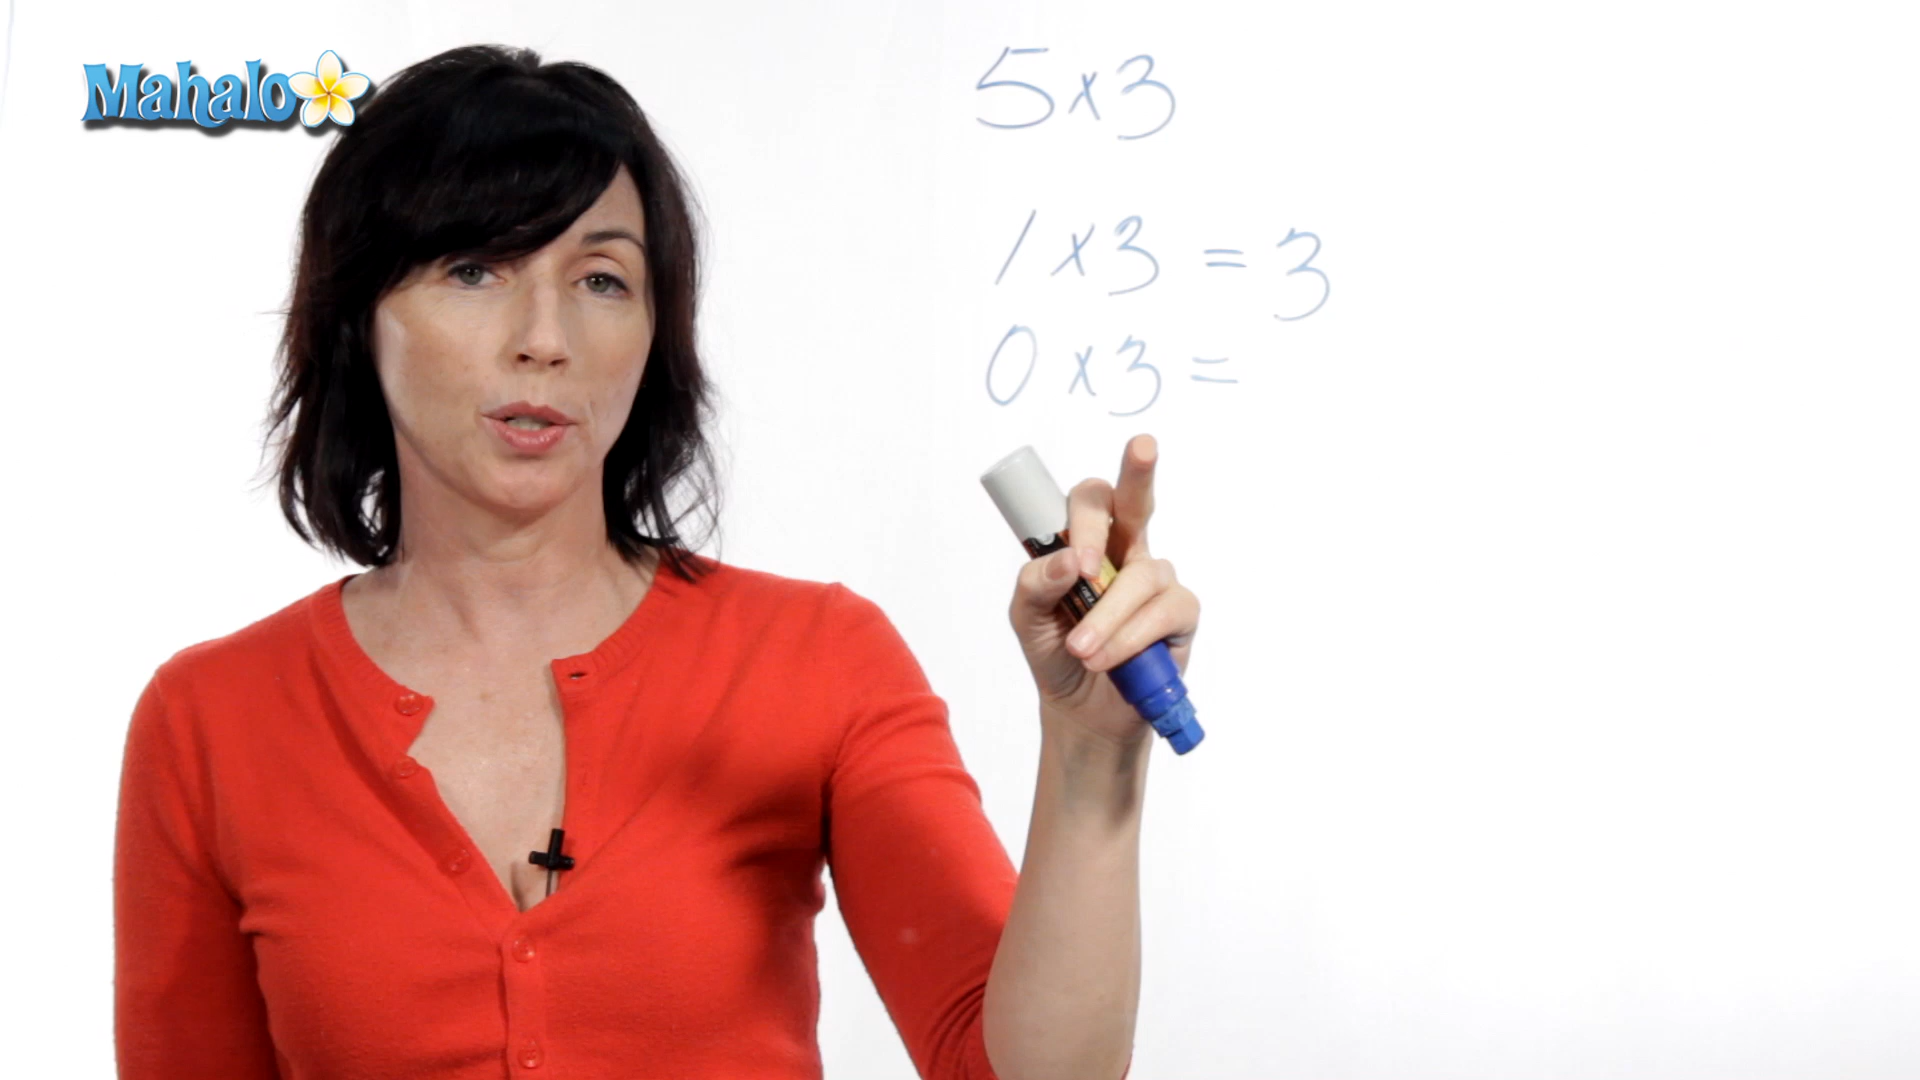 Mahalo
5x3
1x3 = 3
0x3 =